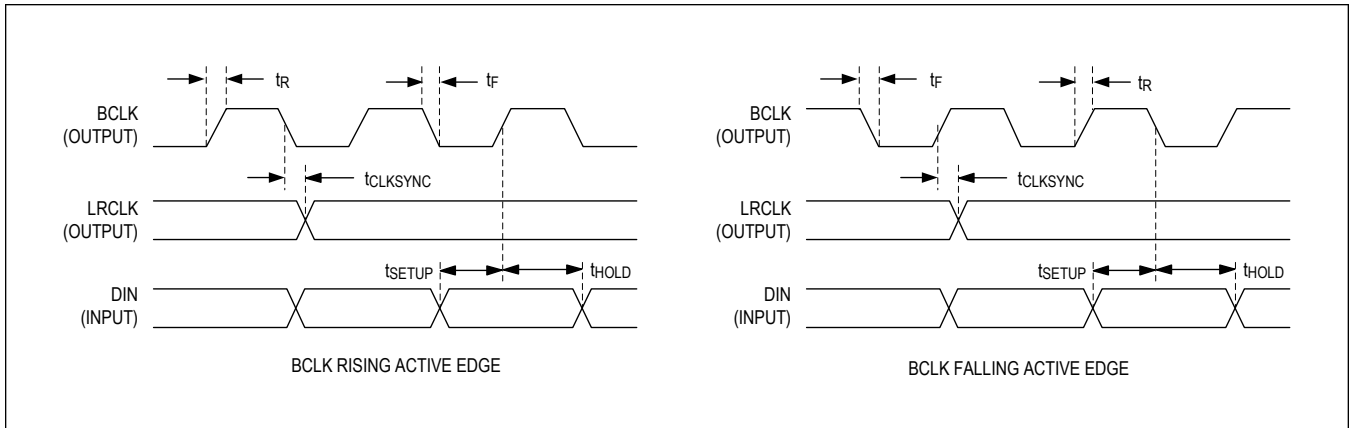 tR
tF
BCLK
(OUTPUT)
tCLKSYNC
LRCLK
(OUTPUT)
tSETUP
tHOLD
DIN
(INPUT)
BCLK RISING ACTIVE EDGE
tF
tR
BCLK
(OUTPUT)
tCLKSYNC
LRCLK
(OUTPUT)
tSETUP
tHOLD
DIN
(INPUT)
BCLK FALLING ACTIVE EDGE